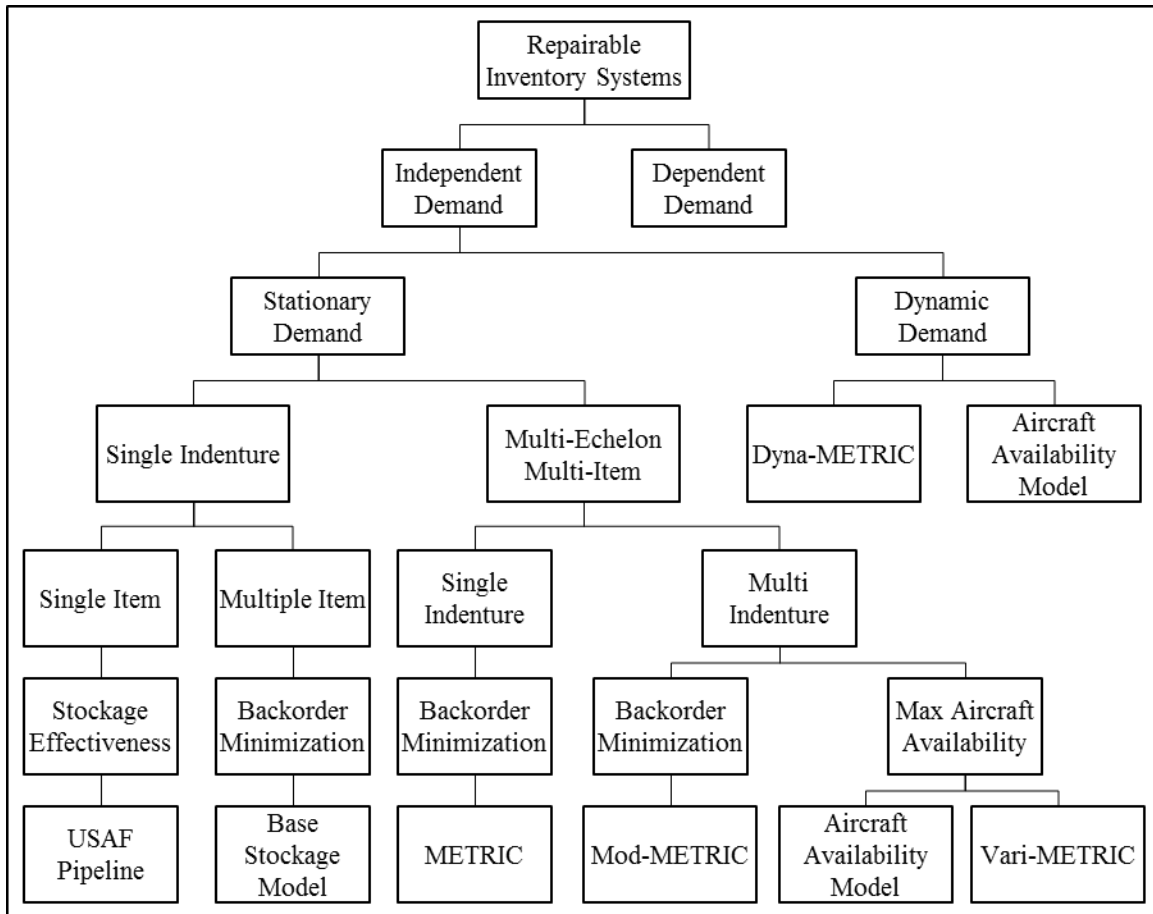 Repairable
Inventory Systems
Independent
Demand
Dependent
Demand
Stationary
Demand
Dynamic
Demand
Single Indenture
Multi-Echelon
Multi-Item
Dyna-METRIC
Aircraft
Availability
Model
Single Item
Multiple Item
Single
Indenture
Multi
Indenture
Stockage
Effectiveness
Backorder
Minimization
Backorder
Minimization
Backorder
Minimization
Max Aircraft
Availability
USAF
Pipeline
Base
Stockage
Model
METRIC
Mod-METRIC
Aircraft
Availability
Model
Vari-METRIC